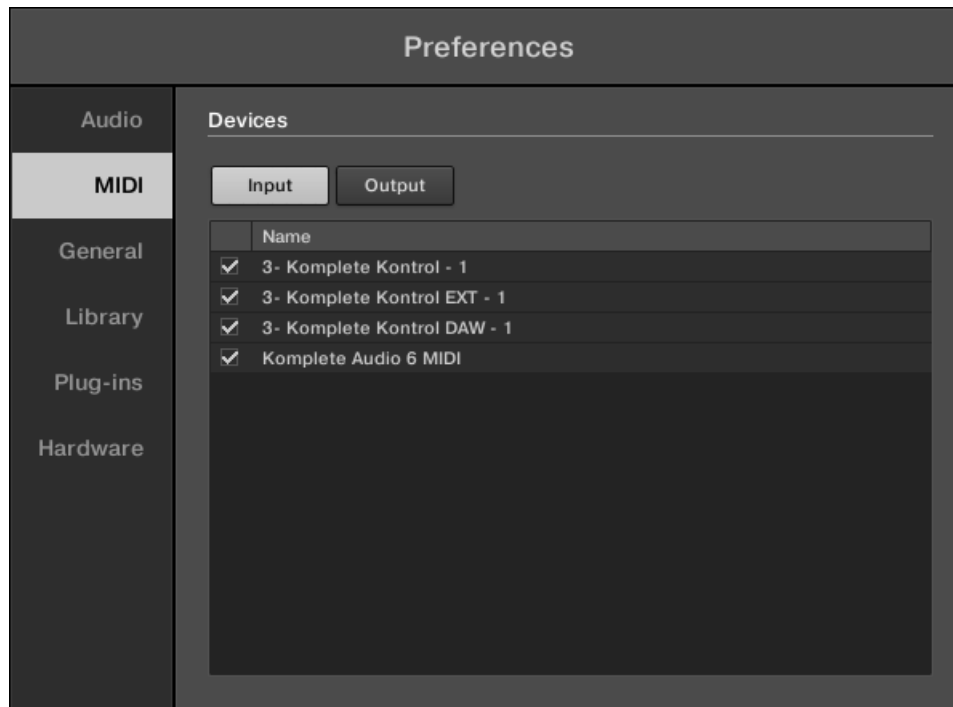 Preferences
Audio
MIDI
General
Library
Plug-ins
Hardware
Devices
Input Output
Name
3- Komplete Kontrol - 1
3- Komplete Kontrol EXT - 1
3- Komplete Kontrol DAW - 1
Komplete Audio 6 MIDI